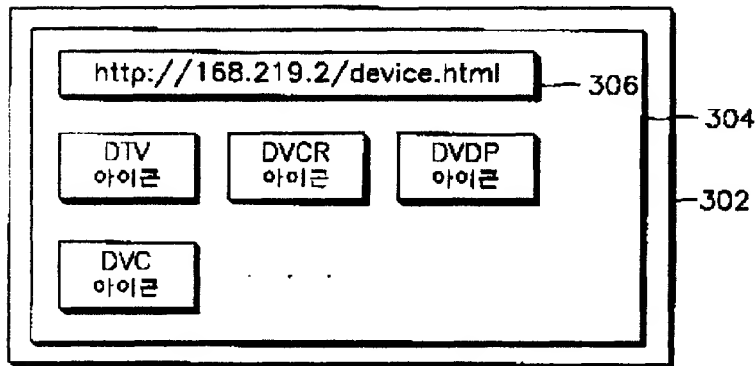 http://168.219.2/device.html
306
304
DTV
아이콘
DVCR
아이콘
DVDP
아이콘
302
DVC
아이콘
. . .